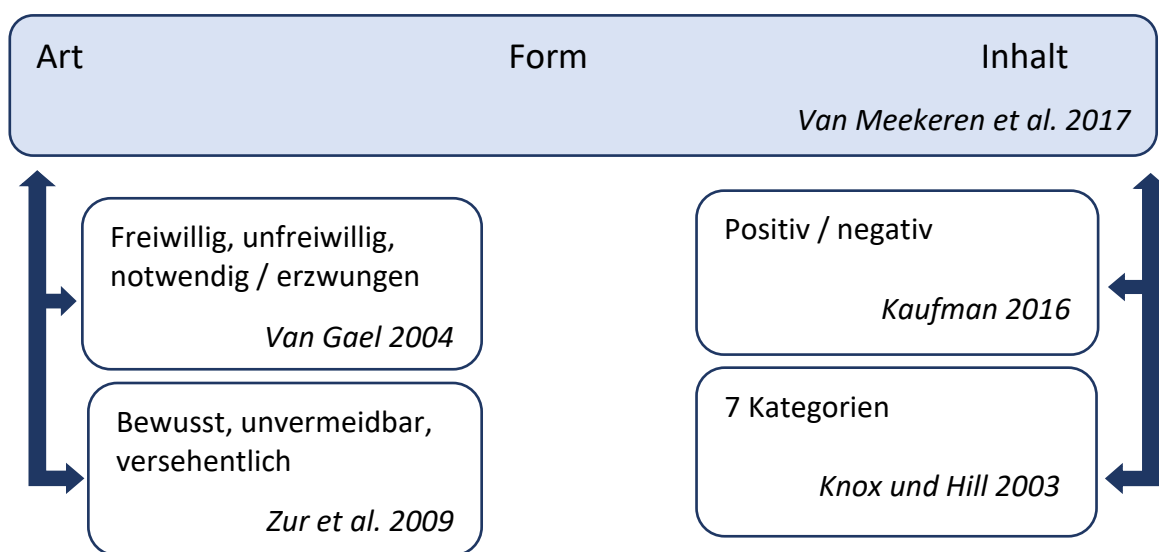 Art Form Inhalt
Van Meekeren et al. 2017
Freiwillig, unfreiwillig,
notwendig / erzwungen
Van Gael 2004
Bewusst, unvermeidbar,
versehentlich
Zur et al. 2009
Positiv / negativ
Kaufman 2016
7 Kategorien
Knox und Hill 2003